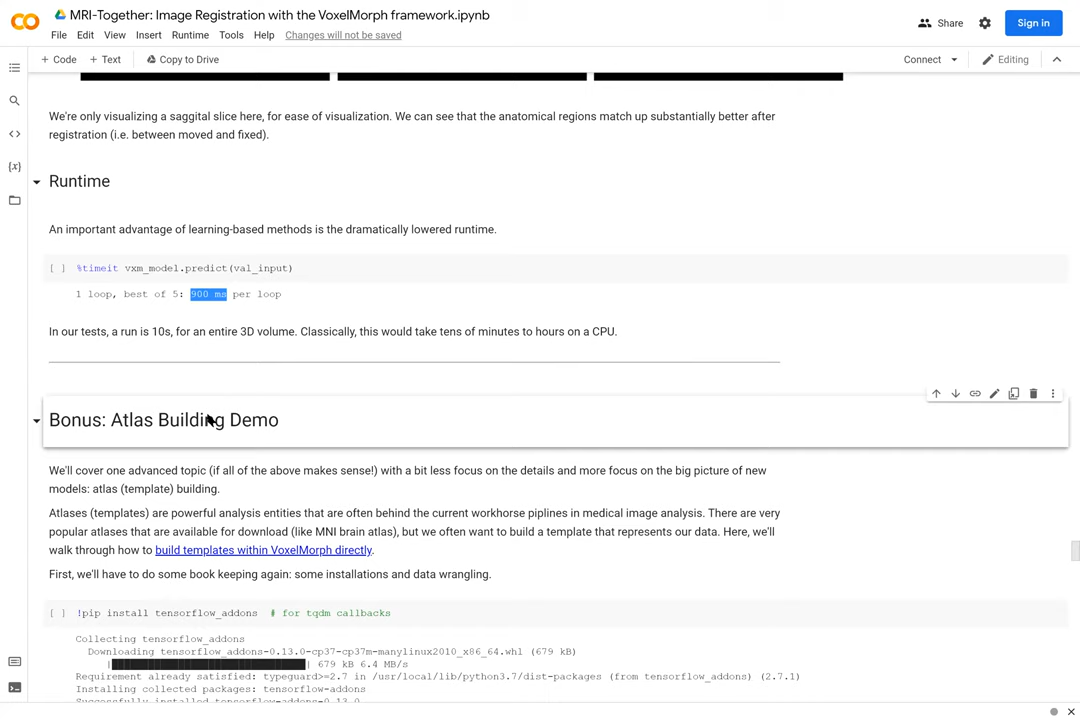 MRI-Together: Image Registration with the VoxelMorph framework.ipynb
File Edit View Insert Runtime Tools Help Changes will not be saved
Share
Sign in
+ Code + Text Copy to Drive
Connect
Editing
We're only visualizing a saggital slice here, for ease of visualization. We can see that the anatomical regions match up substantially better after
registration (i.e. between moved and fixed).
Runtime
An important advantage of learning-based methods is the dramatically lowered runtime.
[ ] %timeit vxm_model.predict(val_input)
1 loop, best of 5: 900 ms per loop
In our tests, a run is 10s, for an entire 3D volume. Classically, this would take tens of minutes to hours on a CPU.
Bonus: Atlas Building Demo
We'll cover one advanced topic (if all of the above makes sense!) with a bit less focus on the details and more focus on the big picture of new
models: atlas (template) building.
Atlases (templates) are powerful analysis entities that are often behind the current workhorse piplines in medical image analysis. There are very
popular atlases that are available for download (like MNI brain atlas), but we often want to build a template that represents our data. Here, we'll
walk through how to build templates within VoxelMorph directly.
First, we'll have to do some book keeping again: some installations and data wrangling.
[ ] !pip install tensorflow_addons # for tqdm callbacks
Collecting tensorflow_addons
Downloading tensorflow_addons-0.13.0-cp37-cp37m-manylinux2010_x86_64.whl (679 kB)
| | 679 kB 6.4 MB/s
Requirement already satisfied: typeguard>=2.7 in /usr/local/lib/python3.7/dist-packages (from tensorflow_addons) (2.7.1)
Installing collected packages: tensorflow-addons
Successfully installed tensorflow-addons-0.13.0